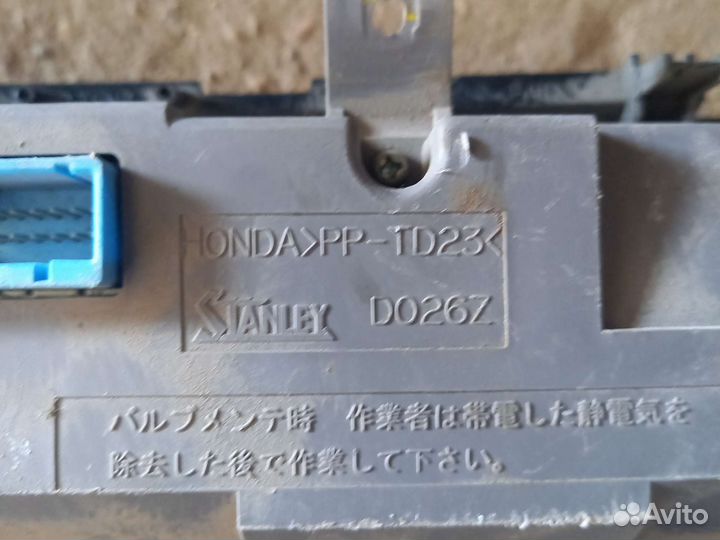 HONDA>PP-TD23<
STANLEY D026Z
バルブメンテ時 作業者は帯電した静電気を
除去した後で作業して下さい。
Avito